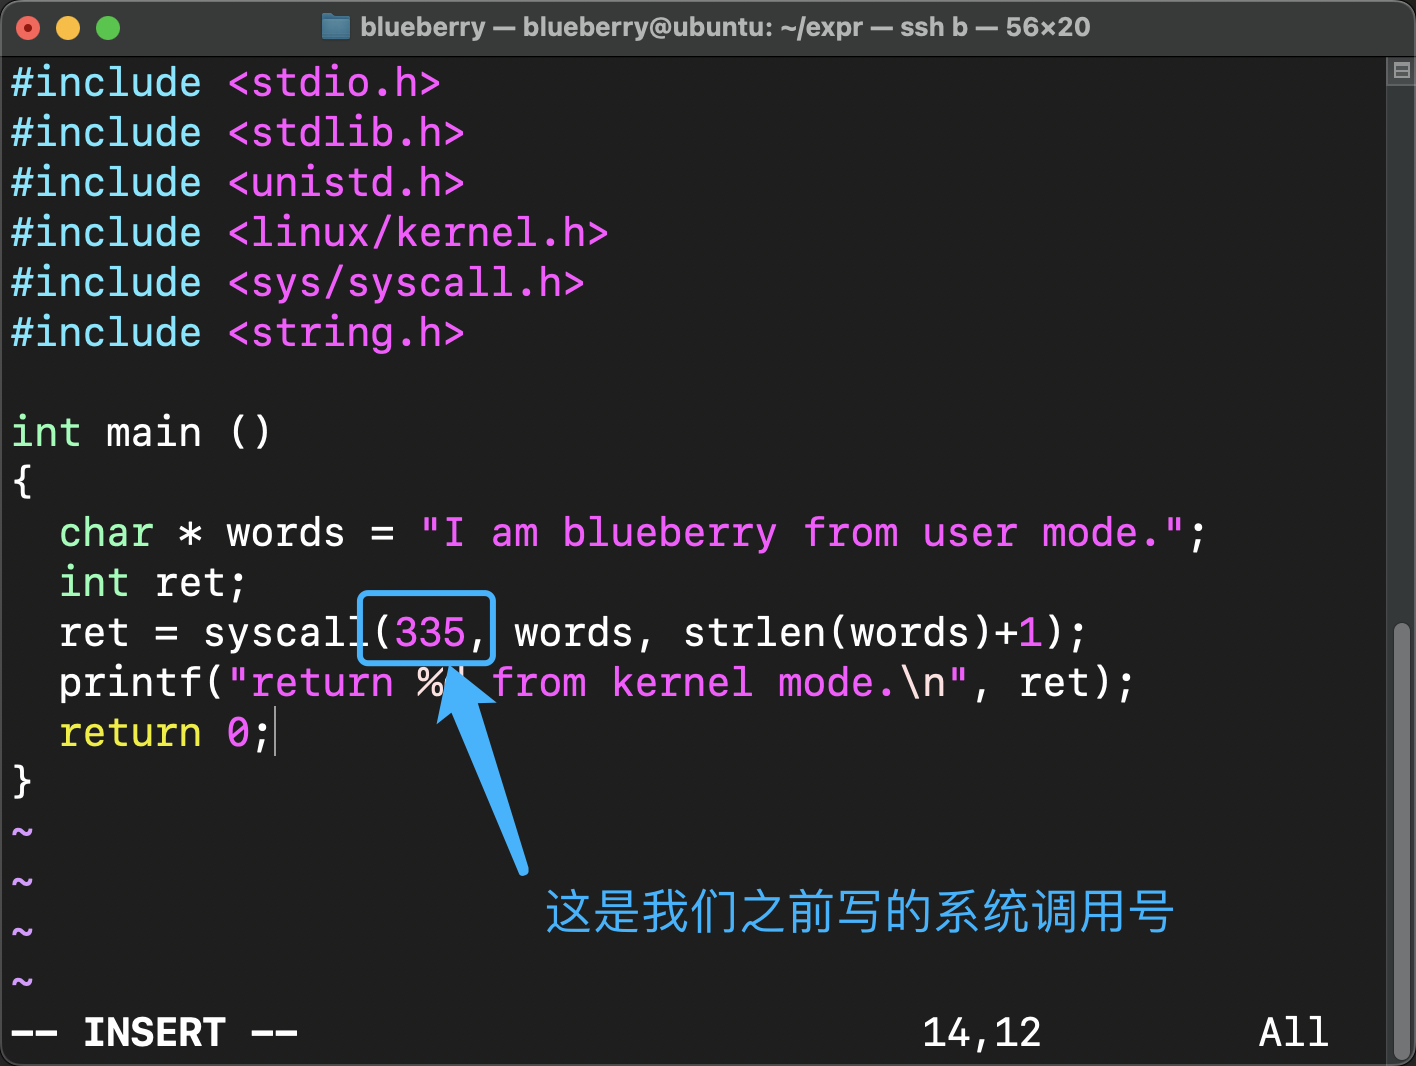 blueberry — blueberry@ubuntu: ~/expr — ssh b — 56×20
#include <stdio.h>
#include <stdlib.h>
#include <unistd.h>
#include <linux/kernel.h>
#include <sys/syscall.h>
#include <string.h>
int main ()
{
  char * words = "I am blueberry from user mode.";
  int ret;
  ret = syscall(335, words, strlen(words)+1);
  printf("return %d from kernel mode.\n", ret);
  return 0;
}
~
~
这是我们之前写的系统调用号
~
~
-- INSERT -- 14,12 All